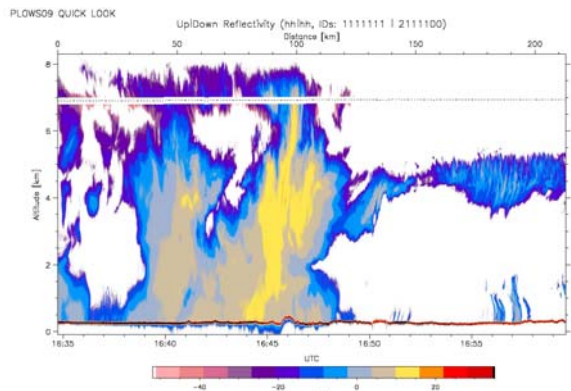 PLOWS09 QUICK LOOK
Up|Down Reflectivity (hh|hh, IDs: 1111111 | 2111100)
Distance [km]
0 50 100 150 200
8
6
4
2
0
Altitude [km]
16:35 16:40 16:45 16:50 16:55
UTC
-40 -20 0 20